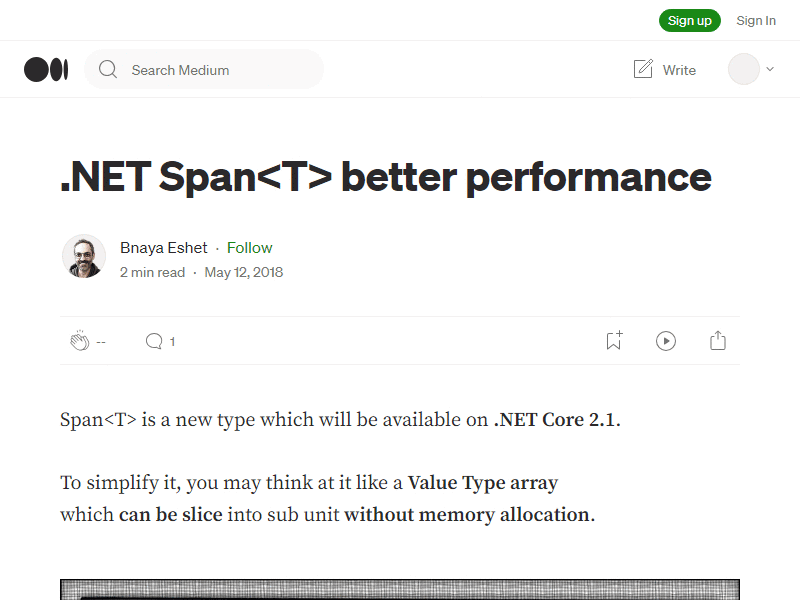 Sign up
Sign In
Search Medium
Write
.NET Span<T> better performance
Bnaya Eshet · Follow
2 min read · May 12, 2018
--
1
Span<T> is a new type which will be available on .NET Core 2.1.
To simplify it, you may think at it like a Value Type array
which can be slice into sub unit without memory allocation.